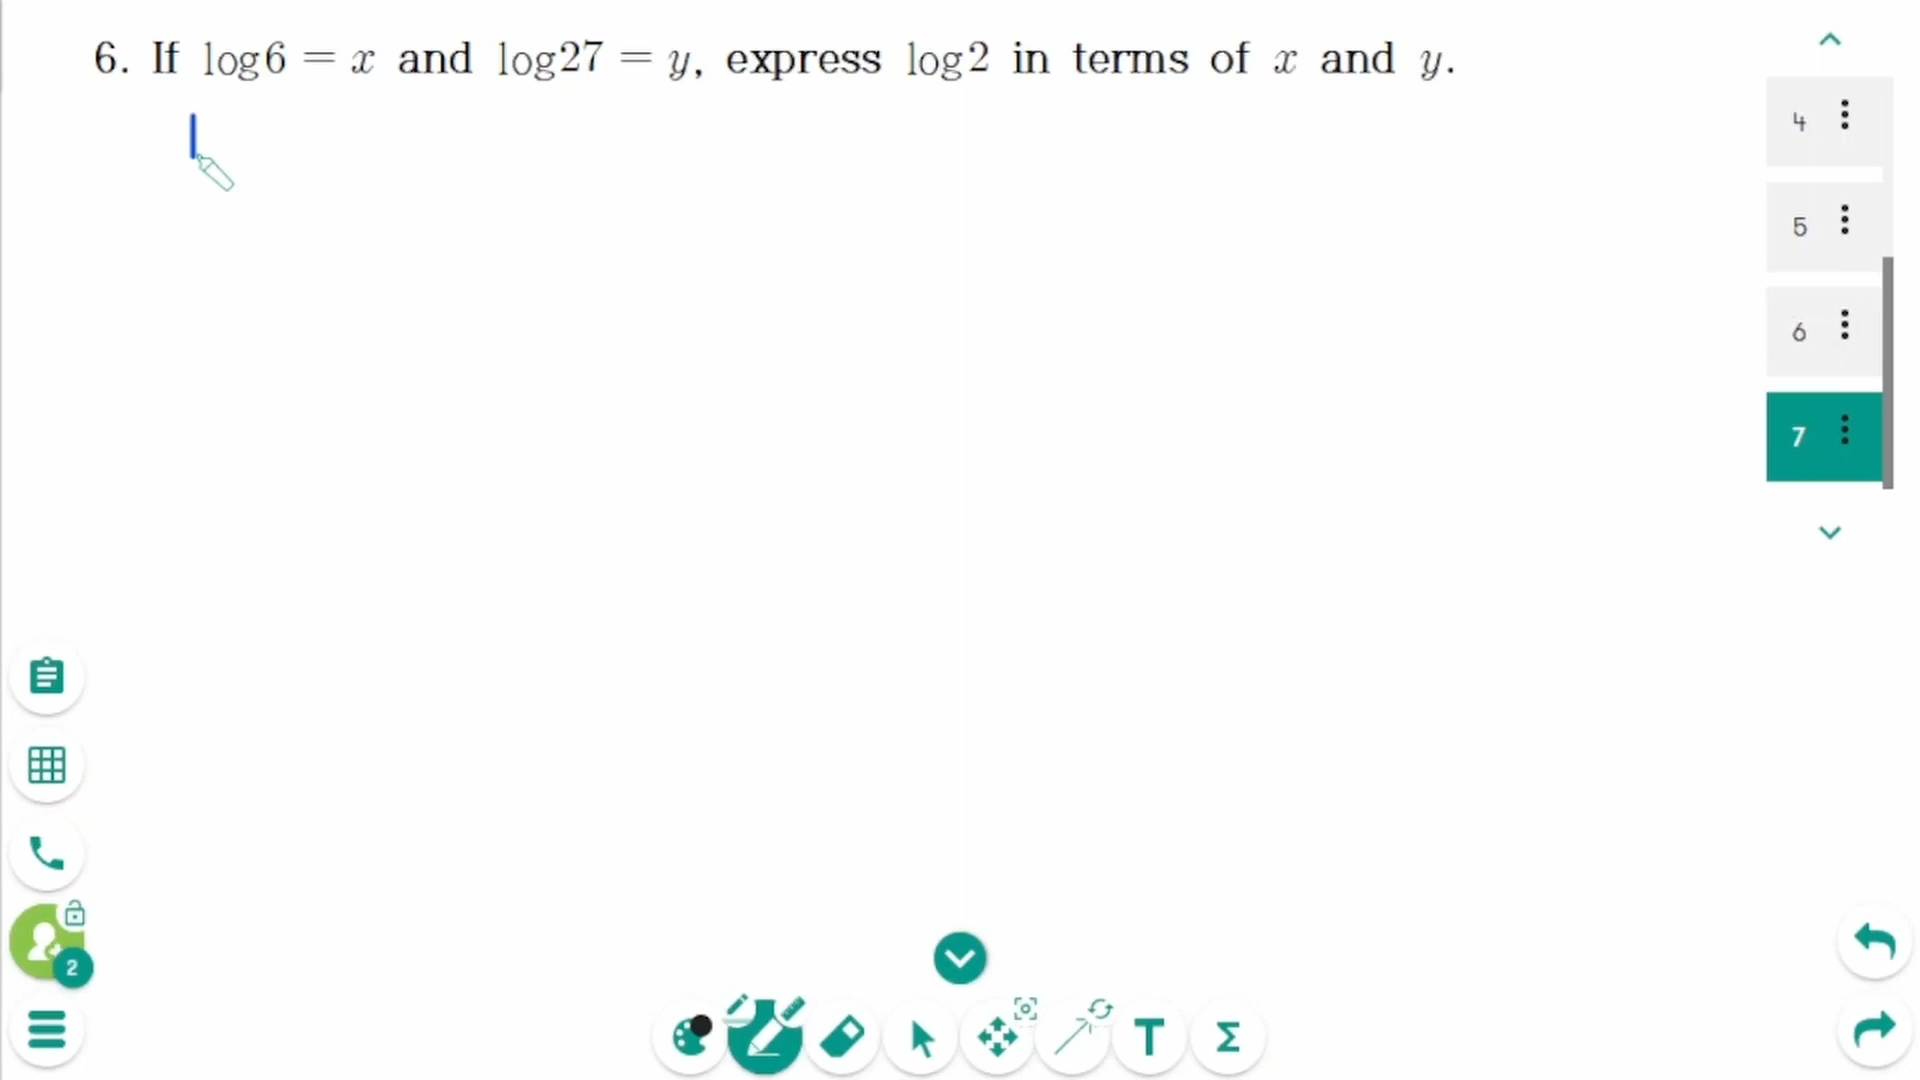 6. If log6 = x and log27 = y, express log2 in terms of x and y.
4
5
6
7
2
T
Σ